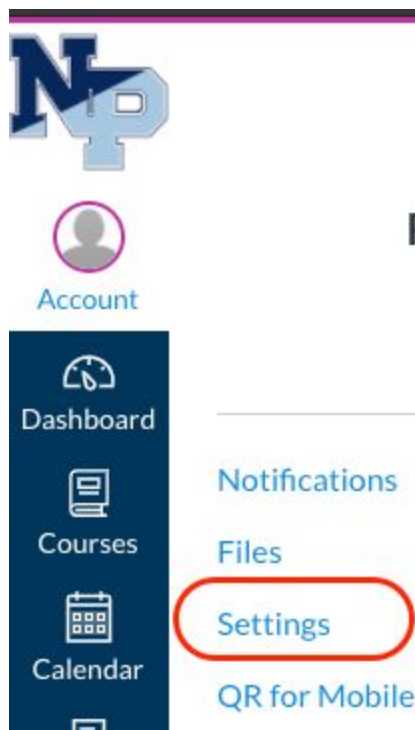 NP
Account
Dashboard
Courses
Calendar
Notifications
Files
Settings
QR for Mobile